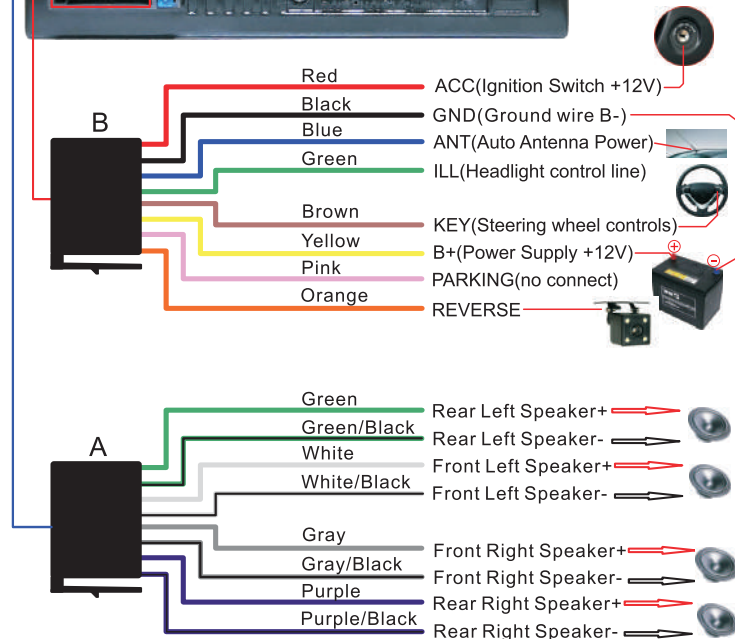 Red
ACC(Ignition Switch +12V)
Black
GND(Ground wire B-)
B
Blue
ANT(Auto Antenna Power)
Green
ILL(Headlight control line)
Brown
KEY(Steering wheel controls)
Yellow
B+(Power Supply +12V)
+
-
Pink
PARKING(no connect)
Orange
REVERSE
Green
Rear Left Speaker+
Green/Black
Rear Left Speaker-
A
White
Front Left Speaker+
White/Black
Front Left Speaker-
Gray
Front Right Speaker+
Gray/Black
Front Right Speaker-
Purple
Rear Right Speaker+
Purple/Black
Rear Right Speaker-